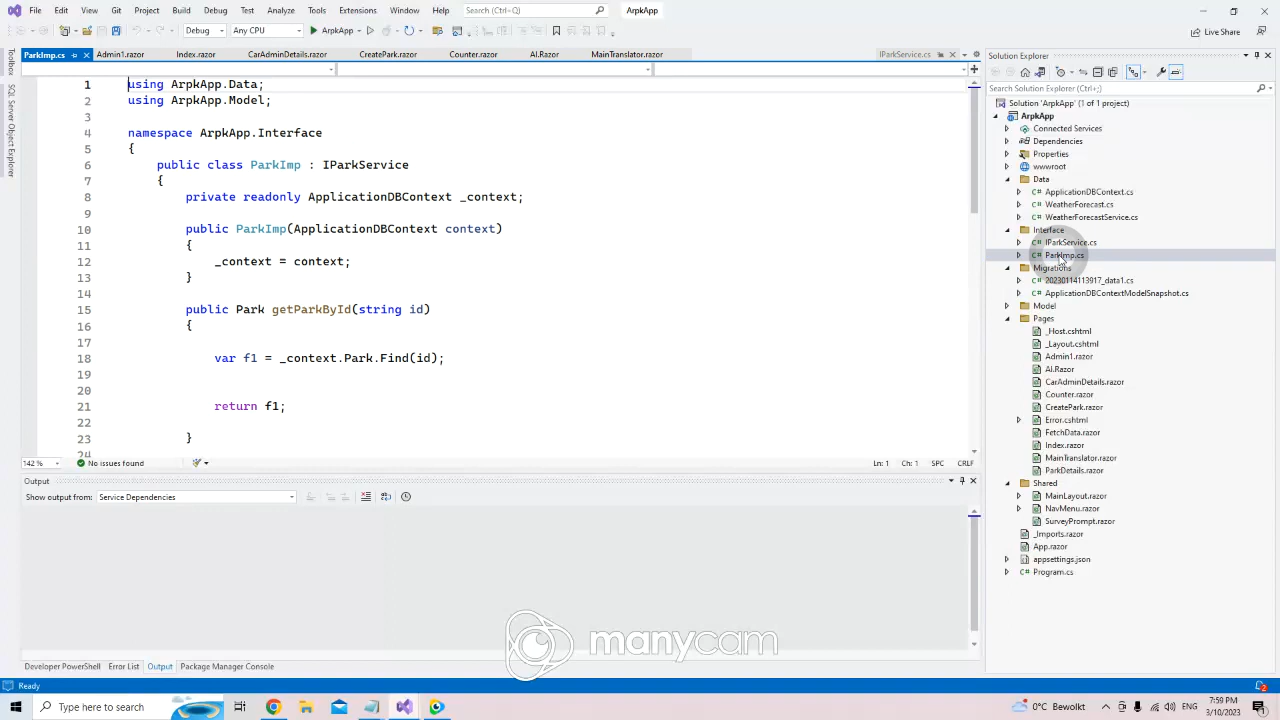 File Edit View Git Project Build Debug Test Analyze Tools Extensions Window Help Search (Ctrl+Q) ArpkApp
Debug Any CPU ArpkApp Live Share
ParkImp.cs Admin1.razor Index.razor CarAdminDetails.razor CreatePark.razor Counter.razor AI.Razor MainTranslator.razor IParkService.cs
Solution Explorer
Search Solution Explorer (Ctrl+;)
Solution 'ArpkApp' (1 of 1 project)
ArpkApp
Connected Services
Dependencies
Properties
wwwroot
Data
ApplicationDBContext.cs
WeatherForecast.cs
WeatherForecastService.cs
Interface
IParkService.cs
ParkImp.cs
Migrations
20230114113917_data1.cs
ApplicationDBContextModelSnapshot.cs
Model
Pages
_Host.cshtml
_Layout.cshtml
Admin1.razor
AI.Razor
CarAdminDetails.razor
Counter.razor
CreatePark.razor
Error.cshtml
FetchData.razor
Index.razor
MainTranslator.razor
ParkDetails.razor
Shared
MainLayout.razor
NavMenu.razor
SurveyPrompt.razor
_Imports.razor
App.razor
appsettings.json
Program.cs
Toolbox
SQL Server Object Explorer
1 using ArpkApp.Data;
2 using ArpkApp.Model;
3
4 namespace ArpkApp.Interface
5 {
6 public class ParkImp : IParkService
7 {
8 private readonly ApplicationDBContext _context;
9
10 public ParkImp(ApplicationDBContext context)
11 {
12 _context = context;
13 }
14
15 public Park getParkById(string id)
16 {
17
18 var f1 = _context.Park.Find(id);
19
20
21 return f1;
22
23 }
24
142 % No issues found Ln: 1 Ch: 1 SPC CRLF
Output
Show output from: Service Dependencies
manycam
Developer PowerShell Error List Output Package Manager Console
Ready 2
Type here to search 0°C Bewolkt 7:59 PM
3/10/2023 1